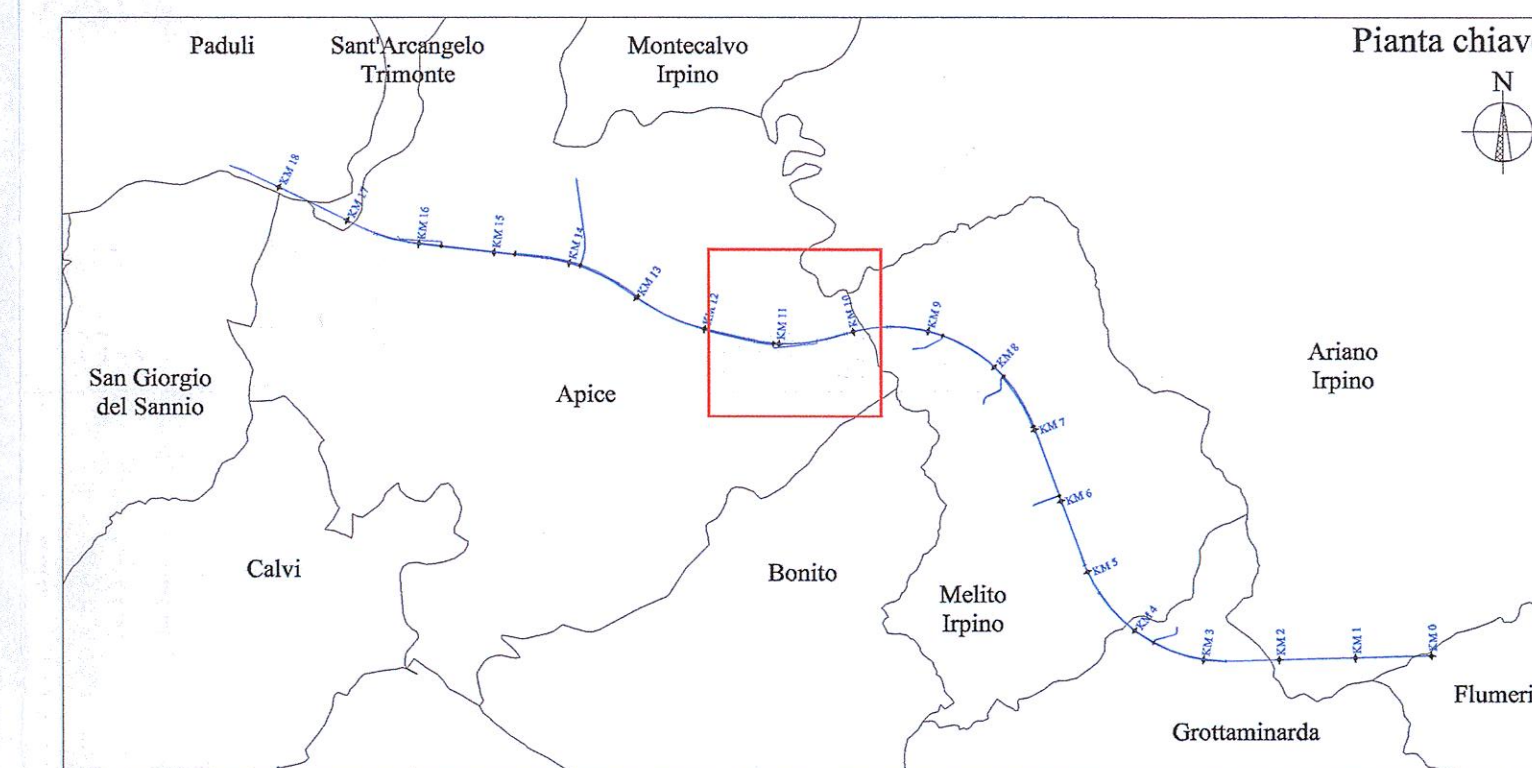 Paduli
Sant'Arcangelo
Trimonte
Montecalvo
Irpino
Pianta chiav
N
KM 18
KM 17
KM 16
KM 15
KM 14
KM 13
KM 12
KM 11
KM 10
KM 9
KM 8
KM 7
KM 6
KM 5
KM 4
KM 3
KM 2
KM 1
KM 0
San Giorgio
del Sannio
Apice
Ariano
Irpino
Calvi
Bonito
Melito
Irpino
Flumeri
Grottaminarda